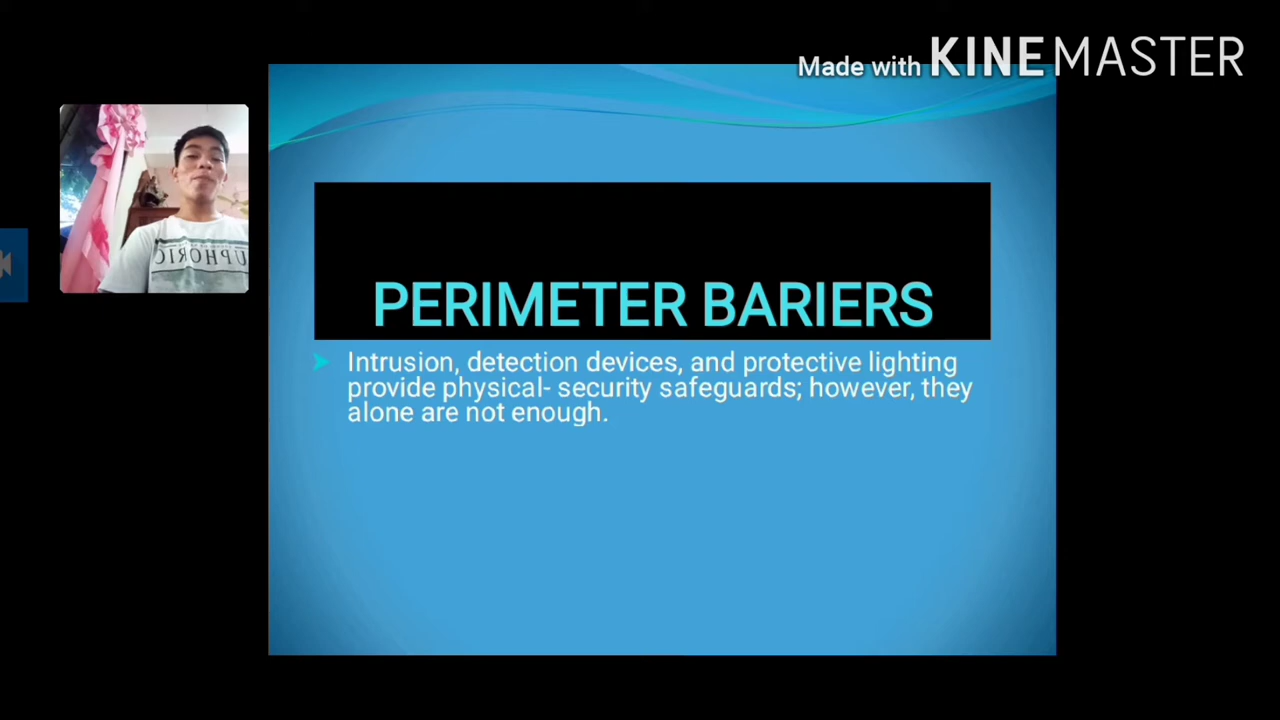 Made with KINEMASTER
PERIMETER BARIERS
Intrusion, detection devices, and protective lighting
provide physical- security safeguards; however, they
alone are not enough.
EUPHORIC